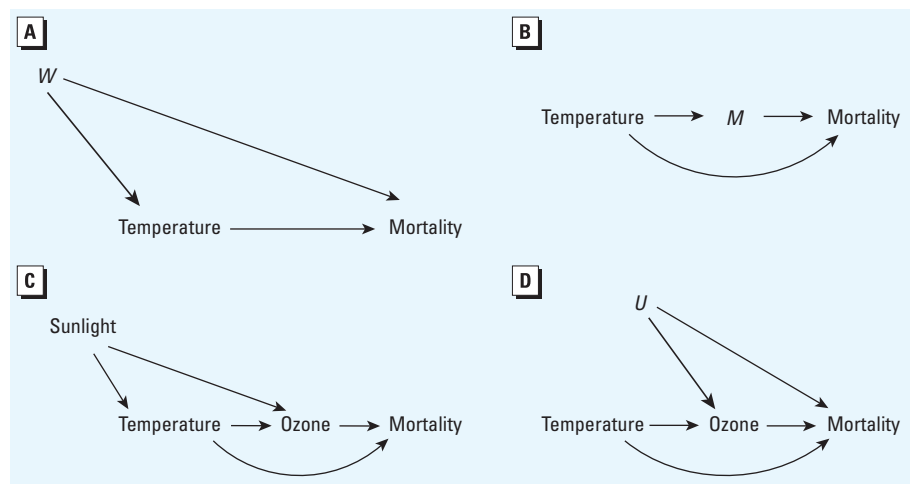 A
W
Temperature
Mortality
B
Temperature
M
Mortality
C
Sunlight
Temperature
Ozone
Mortality
D
U
Temperature
Ozone
Mortality